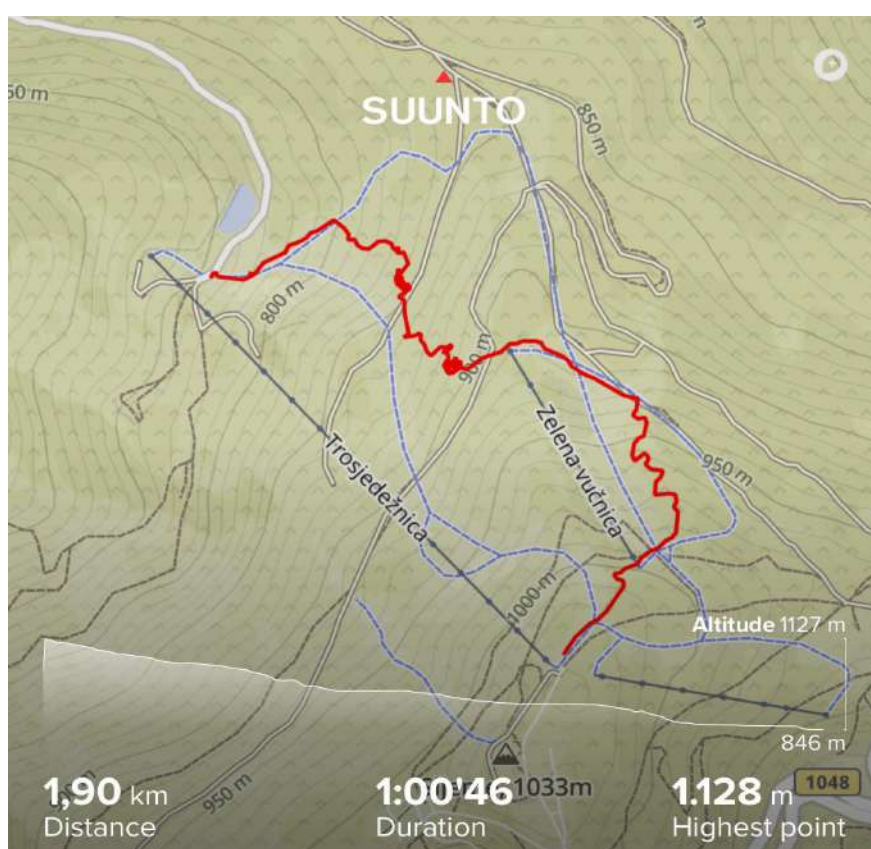 50 m
SUUNTO
850 m
800 m
900 m
Zelena vučnica
950 m
Trosjedežnica
1000 m
Altitude 1127 m
846 m
1,90 km
Distance
1:00'46
Duration
1033m
1.128 m
Highest point
1048
950 m